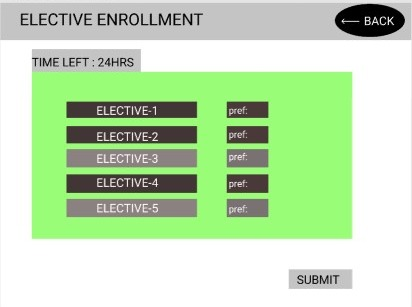 ELECTIVE ENROLLMENT
← BACK
TIME LEFT : 24HRS
ELECTIVE-1 pref:
ELECTIVE-2 pref:
ELECTIVE-3 pref:
ELECTIVE-4 pref:
ELECTIVE-5 pref:
SUBMIT